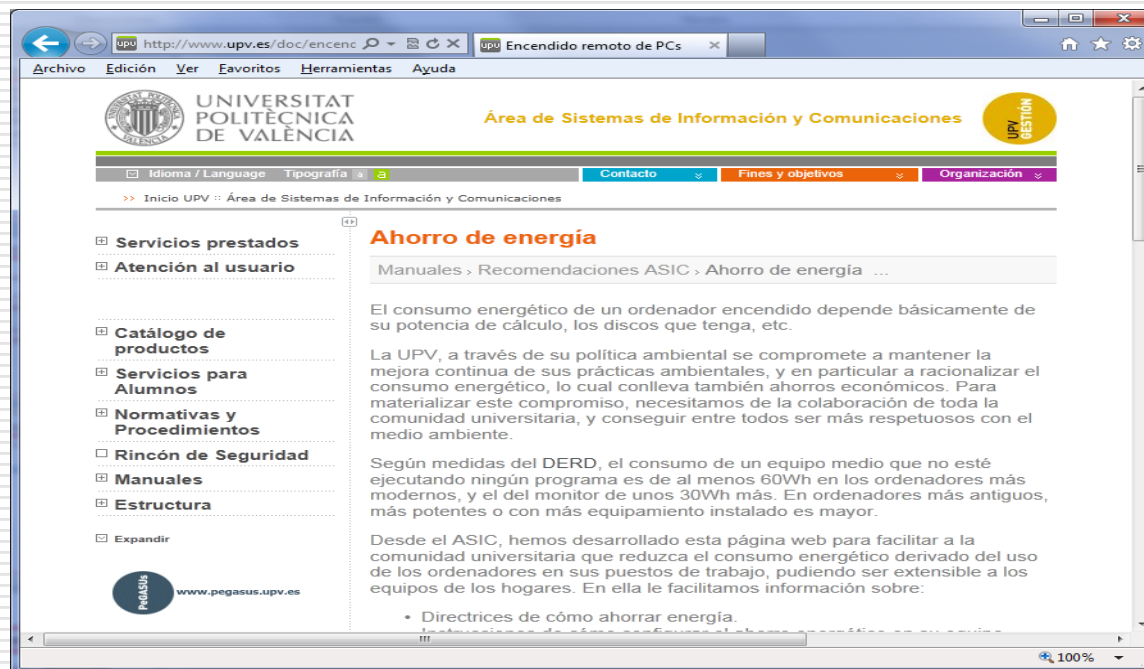 http://www.upv.es/doc/encenc
Encendido remoto de PCs
Archivo Edición Ver Favoritos Herramientas Ayuda
UNIVERSITAT
POLITÈCNICA
DE VALÈNCIA
Área de Sistemas de Información y Comunicaciones
UPV
GESTIÓN
Idioma / Language Tipografía a a
Contacto Fines y objetivos Organización
>> Inicio UPV :: Área de Sistemas de Información y Comunicaciones
Servicios prestados
Atención al usuario
Catálogo de
productos
Servicios para
Alumnos
Normativas y
Procedimientos
Rincón de Seguridad
Manuales
Estructura
Expandir
PeGASUs
www.pegasus.upv.es
Ahorro de energía
Manuales > Recomendaciones ASIC > Ahorro de energía ...
El consumo energético de un ordenador encendido depende básicamente de
su potencia de cálculo, los discos que tenga, etc.
La UPV, a través de su política ambiental se compromete a mantener la
mejora continua de sus prácticas ambientales, y en particular a racionalizar el
consumo energético, lo cual conlleva también ahorros económicos. Para
materializar este compromiso, necesitamos de la colaboración de toda la
comunidad universitaria, y conseguir entre todos ser más respetuosos con el
medio ambiente.
Según medidas del DERD, el consumo de un equipo medio que no esté
ejecutando ningún programa es de al menos 60Wh en los ordenadores más
modernos, y el del monitor de unos 30Wh más. En ordenadores más antiguos,
más potentes o con más equipamiento instalado es mayor.
Desde el ASIC, hemos desarrollado esta página web para facilitar a la
comunidad universitaria que reduzca el consumo energético derivado del uso
de los ordenadores en sus puestos de trabajo, pudiendo ser extensible a los
equipos de los hogares. En ella le facilitamos información sobre:
• Directrices de cómo ahorrar energía.
100%